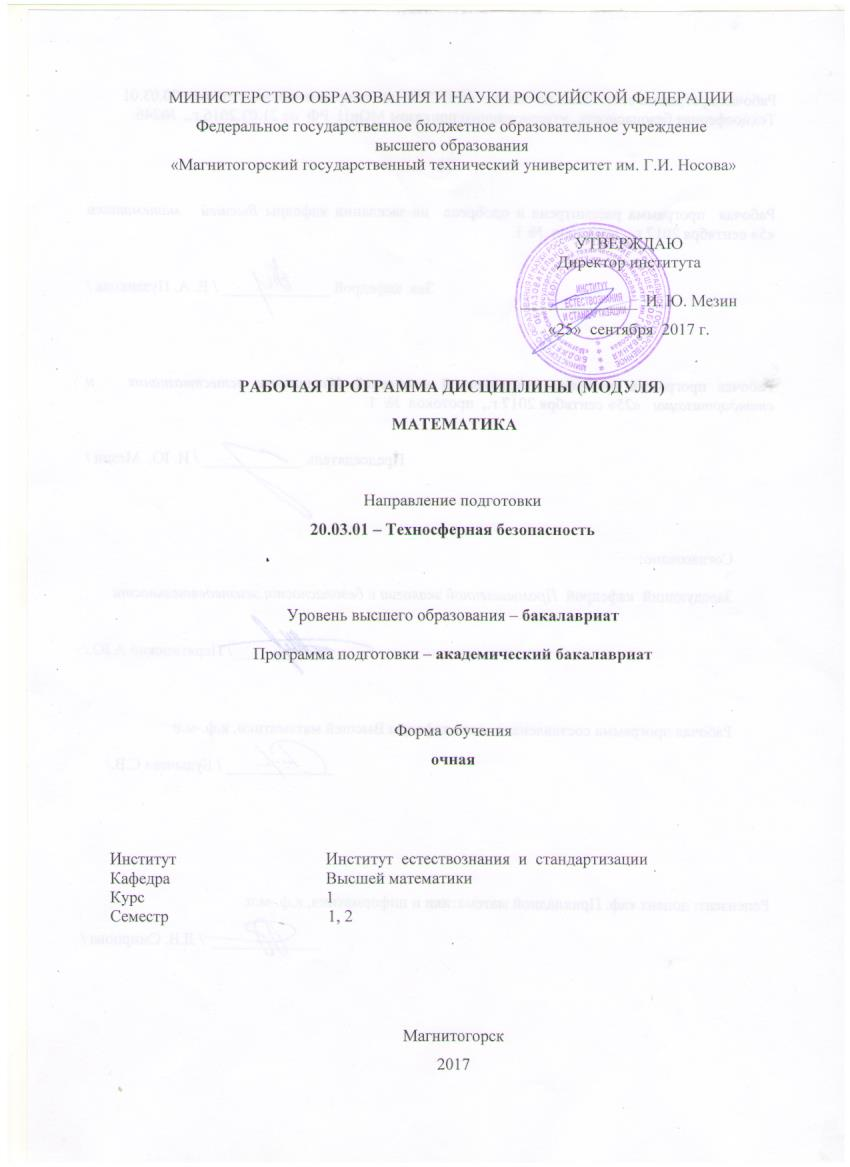 МИНИСТЕРСТВО ОБРАЗОВАНИЯ И НАУКИ РОССИЙСКОЙ ФЕДЕРАЦИИ
Федеральное государственное бюджетное образовательное учреждение
высшего образования
«Магнитогорский государственный технический университет им. Г.И. Носова»
УТВЕРЖДАЮ
Директор института
И. Ю. Мезин
«25» сентября 2017 г.
ИНСТИТУТ
ЕСТЕСТВОЗНАНИЯ
И СТАНДАРТИЗАЦИИ
РАБОЧАЯ ПРОГРАММА ДИСЦИПЛИНЫ (МОДУЛЯ)
МАТЕМАТИКА
Направление подготовки
20.03.01 – Техносферная безопасность
Уровень высшего образования – бакалавриат
Программа подготовки – академический бакалавриат
Форма обучения
очная
Институт Институт естествознания и стандартизации
Кафедра Высшей математики
Курс 1
Семестр 1, 2
Магнитогорск
2017